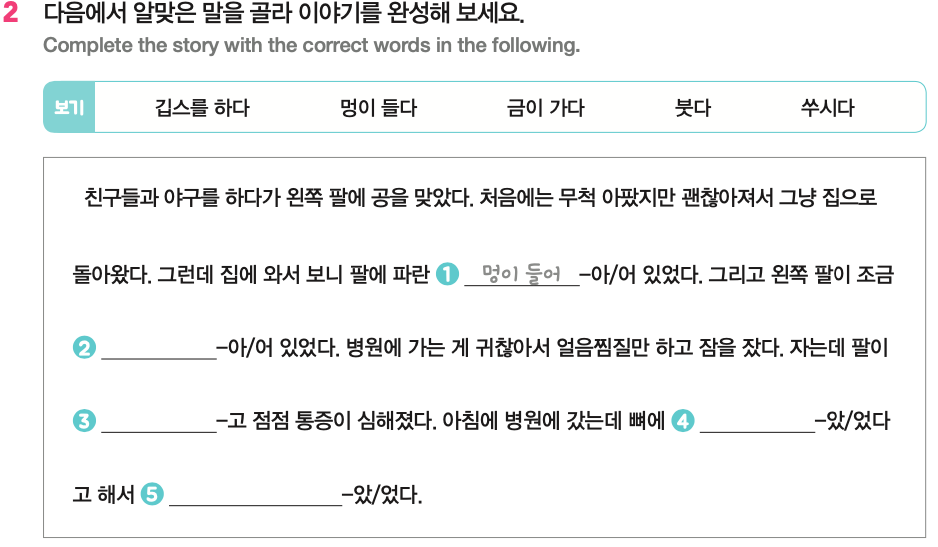 2 다음에서 알맞은 말을 골라 이야기를 완성해 보세요.
Complete the story with the correct words in the following.
보기 깁스를 하다 멍이 들다 금이 가다 붓다 쑤시다
친구들과 야구를 하다가 왼쪽 팔에 공을 맞았다. 처음에는 무척 아팠지만 괜찮아져서 그냥 집으로
돌아왔다. 그런데 집에 와서 보니 팔에 파란 ❶ 멍이 들어 –아/어 있었다. 그리고 왼쪽 팔이 조금
❷ ___________–아/어 있었다. 병원에 가는 게 귀찮아서 얼음찜질만 하고 잠을 잤다. 자는데 팔이
❸ ___________–고 점점 통증이 심해졌다. 아침에 병원에 갔는데 뼈에 ❹ ___________–았/었다
고 해서 ❺ ________________–았/었다.